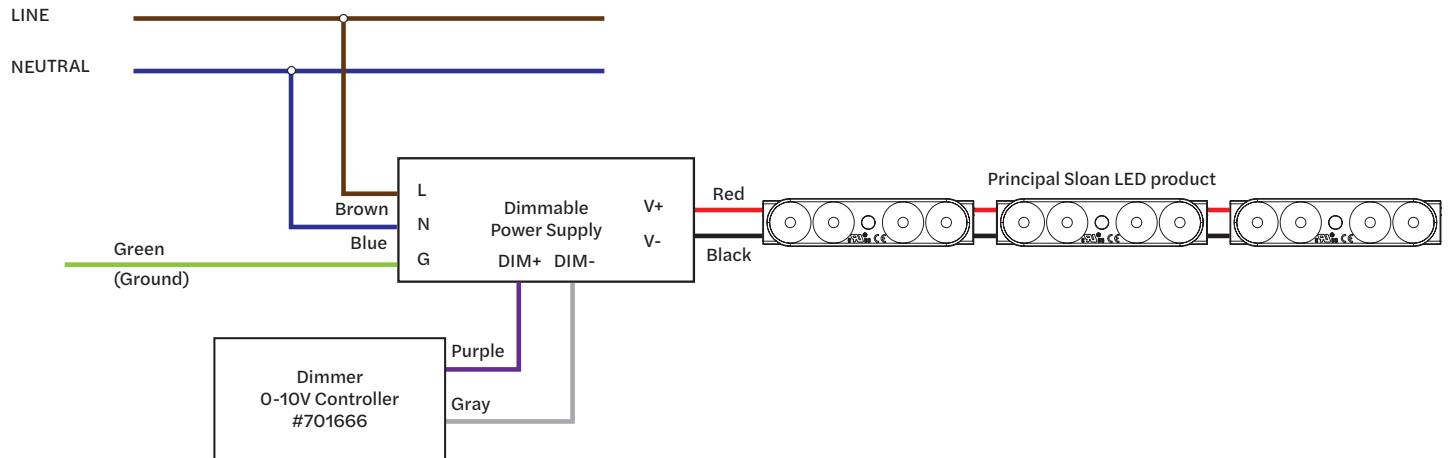 LINE
NEUTRAL
L
Brown
N
Blue
G
Green
(Ground)
Dimmable
Power Supply
DIM+ DIM-
V+
V-
Red
Black
Principal Sloan LED product
Purple
Gray
Dimmer
0-10V Controller
#701666